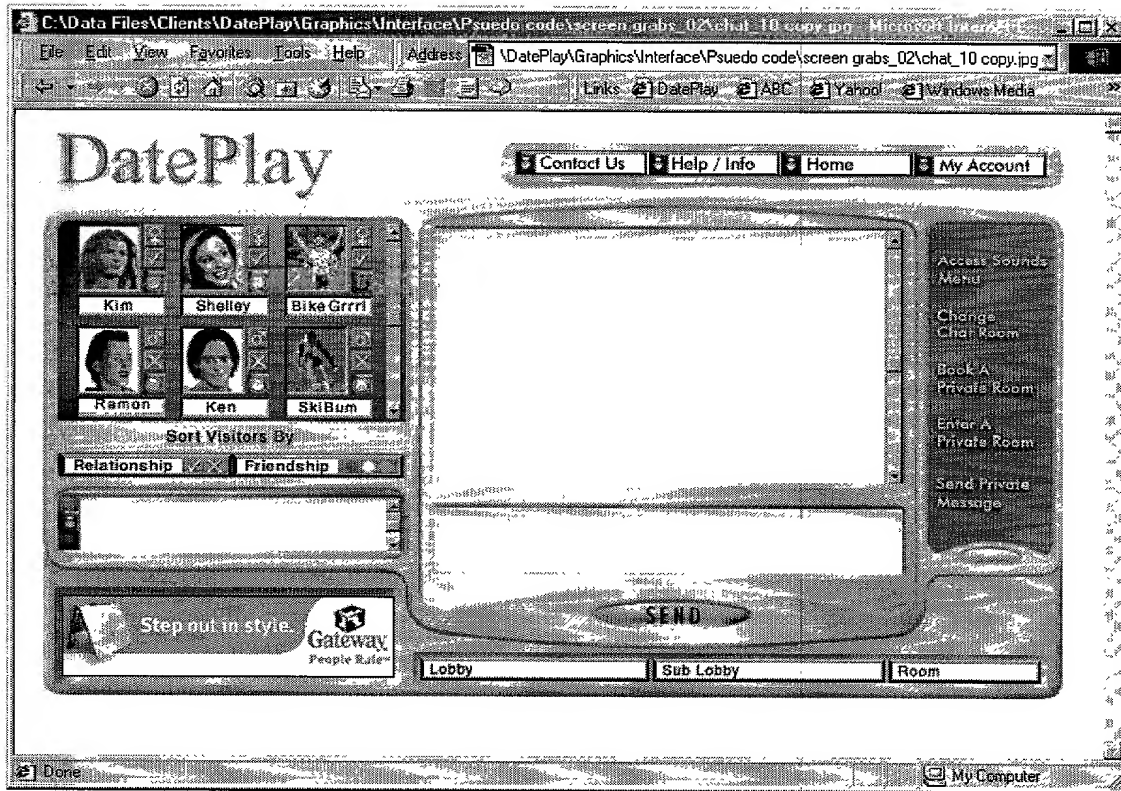 C:\Data Files\Clients\DatePlay\Graphics\Interface\Psuedo code\screen grabs_02\chat_10 copy.jpg - Microsoft Internet
File Edit View Favorites Tools Help Address \DatePlay\Graphics\Interface\Psuedo code\screen grabs_02\chat_10 copy.jpg
Links DatePlay ABC Yahoo! Windows Media
DatePlay
Contact Us Help / Info Home My Account
Kim Shelley Bike Grrrl
Ramon Ken SkiBum
Sort Visitors By
Relationship Friendship
Access Sounds
Menu
Change
Chat Room
Book A
Private Room
Enter A
Private Room
Send Private
Message
SEND
Step out in style.
Gateway
People Rule
Lobby Sub Lobby Room
Done My Computer